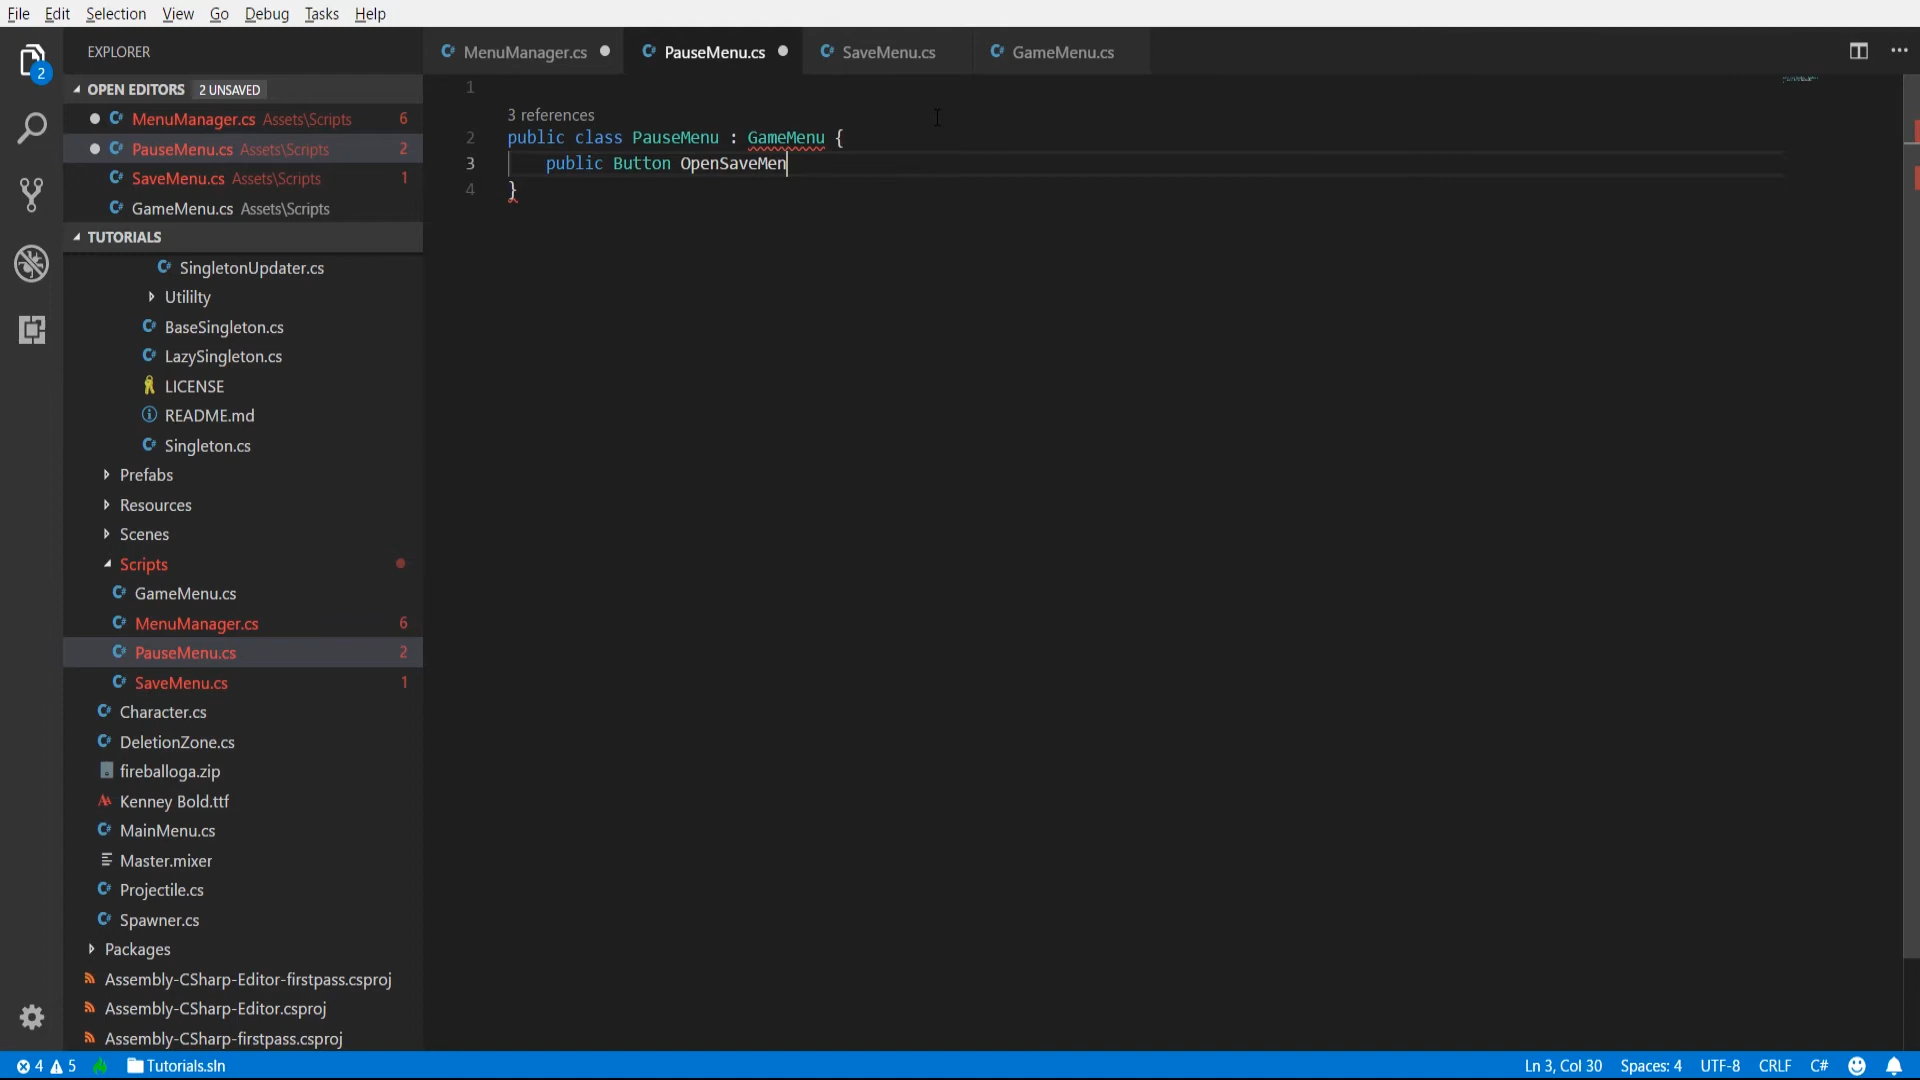 File Edit Selection View Go Debug Tasks Help
EXPLORER
MenuManager.cs PauseMenu.cs SaveMenu.cs GameMenu.cs
2
OPEN EDITORS 2 UNSAVED
MenuManager.cs Assets\Scripts 6
PauseMenu.cs Assets\Scripts 2
SaveMenu.cs Assets\Scripts 1
GameMenu.cs Assets\Scripts
TUTORIALS
SingletonUpdater.cs
Utililty
BaseSingleton.cs
LazySingleton.cs
LICENSE
README.md
Singleton.cs
Prefabs
Resources
Scenes
Scripts
GameMenu.cs
MenuManager.cs 6
PauseMenu.cs 2
SaveMenu.cs 1
Character.cs
DeletionZone.cs
fireballoga.zip
Kenney Bold.ttf
MainMenu.cs
Master.mixer
Projectile.cs
Spawner.cs
Packages
Assembly-CSharp-Editor-firstpass.csproj
Assembly-CSharp-Editor.csproj
Assembly-CSharp-firstpass.csproj
1
3 references
2 public class PauseMenu : GameMenu {
3 public Button OpenSaveMen
4 }
4 5 Tutorials.sln Ln 3, Col 30 Spaces: 4 UTF-8 CRLF C#